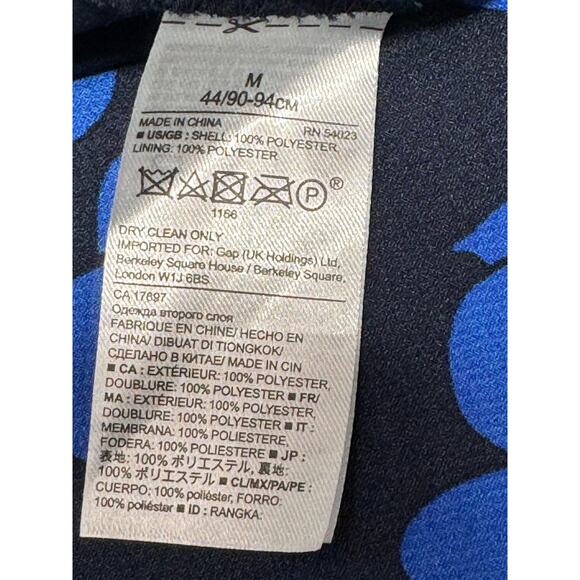 M
44/90-94CM
MADE IN CHINA RN 54023
■ US/GB : SHELL: 100% POLYESTER,
LINING: 100% POLYESTER
P ®
1166
DRY CLEAN ONLY
IMPORTED FOR: Gap (UK Holdings) Ltd,
Berkeley Square House / Berkeley Square,
London W1J 6BS
CA 17697
Одежда второго слоя
FABRIQUE EN CHINE/ HECHO EN
CHINA/ DIBUAT DI TIONGKOK/
СДЕЛАНО В КИТАЕ/ MADE IN CIN
■ CA : EXTÉRIEUR: 100% POLYESTER,
DOUBLURE: 100% POLYESTER ■ FR/
MA : EXTÉRIEUR: 100% POLYESTER,
DOUBLURE: 100% POLYESTER ■ IT :
MEMBRANA: 100% POLIESTERE,
FODERA: 100% POLIESTERE ■ JP :
表地: 100% ポリエステル, 裏地:
100% ポリエステル ■ CL/MX/PA/PE :
CUERPO: 100% poliéster, FORRO:
100% poliéster ■ ID : RANGKA: